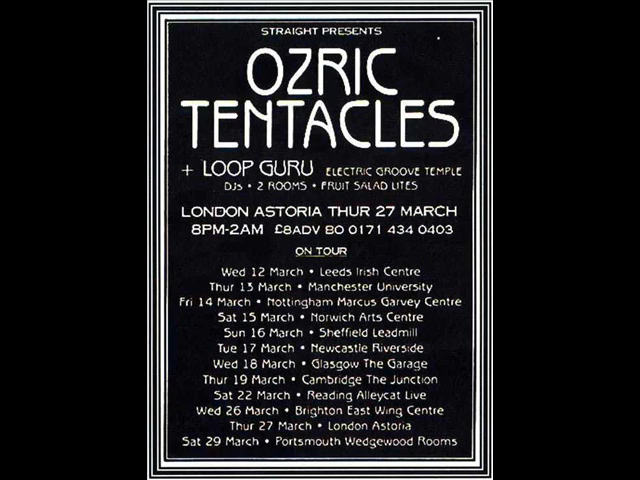 STRAIGHT PRESENTS
OZRIC
TENTACLES
+ LOOP GURU ELECTRIC GROOVE TEMPLE
DJs • 2 ROOMS • FRUIT SALAD LITES
LONDON ASTORIA THUR 27 MARCH
8PM-2AM £8ADV BO 0171 434 0403
ON TOUR
Wed 12 March • Leeds Irish Centre
Thur 13 March • Manchester University
Fri 14 March • Nottingham Marcus Garvey Centre
Sat 15 March • Norwich Arts Centre
Sun 16 March • Sheffield Leadmill
Tue 17 March • Newcastle Riverside
Wed 18 March • Glasgow The Garage
Thur 19 March • Cambridge The Junction
Sat 22 March • Reading Alleycat Live
Wed 26 March • Brighton East Wing Centre
Thur 27 March • London Astoria
Sat 29 March • Portsmouth Wedgewood Rooms